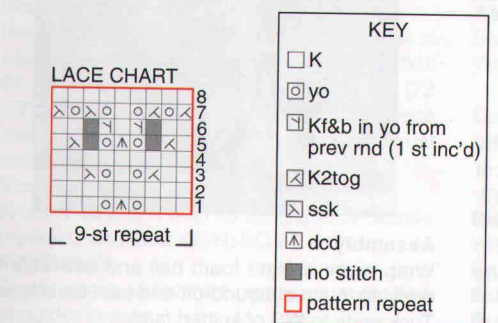 LACE CHART
8
7
6
5
4
3
2
1
9-st repeat
KEY
K
yo
Kf&b in yo from
prev rnd (1 st inc'd)
K2tog
ssk
dcd
no stitch
pattern repeat
Assembly